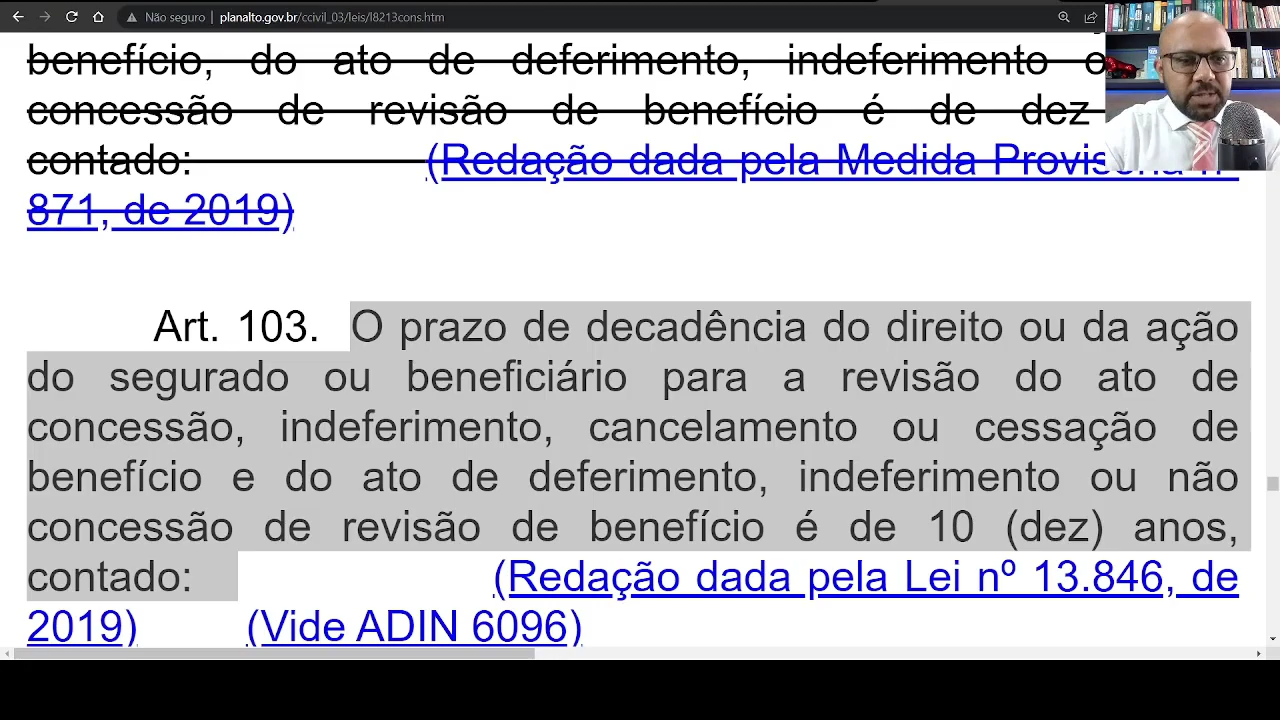 Não seguro | planalto.gov.br/ccivil_03/leis/l8213cons.htm
benefício, do ato de deferimento, indeferimento
concessão de revisão de benefício é de dez
contado: (Redação dada pela Medida
871, de 2019)
Art. 103. O prazo de decadência do direito ou da ação
do segurado ou beneficiário para a revisão do ato de
concessão, indeferimento, cancelamento ou cessação de
benefício e do ato de deferimento, indeferimento ou não
concessão de revisão de benefício é de 10 (dez) anos,
contado: (Redação dada pela Lei nº 13.846, de
2019) (Vide ADIN 6096)